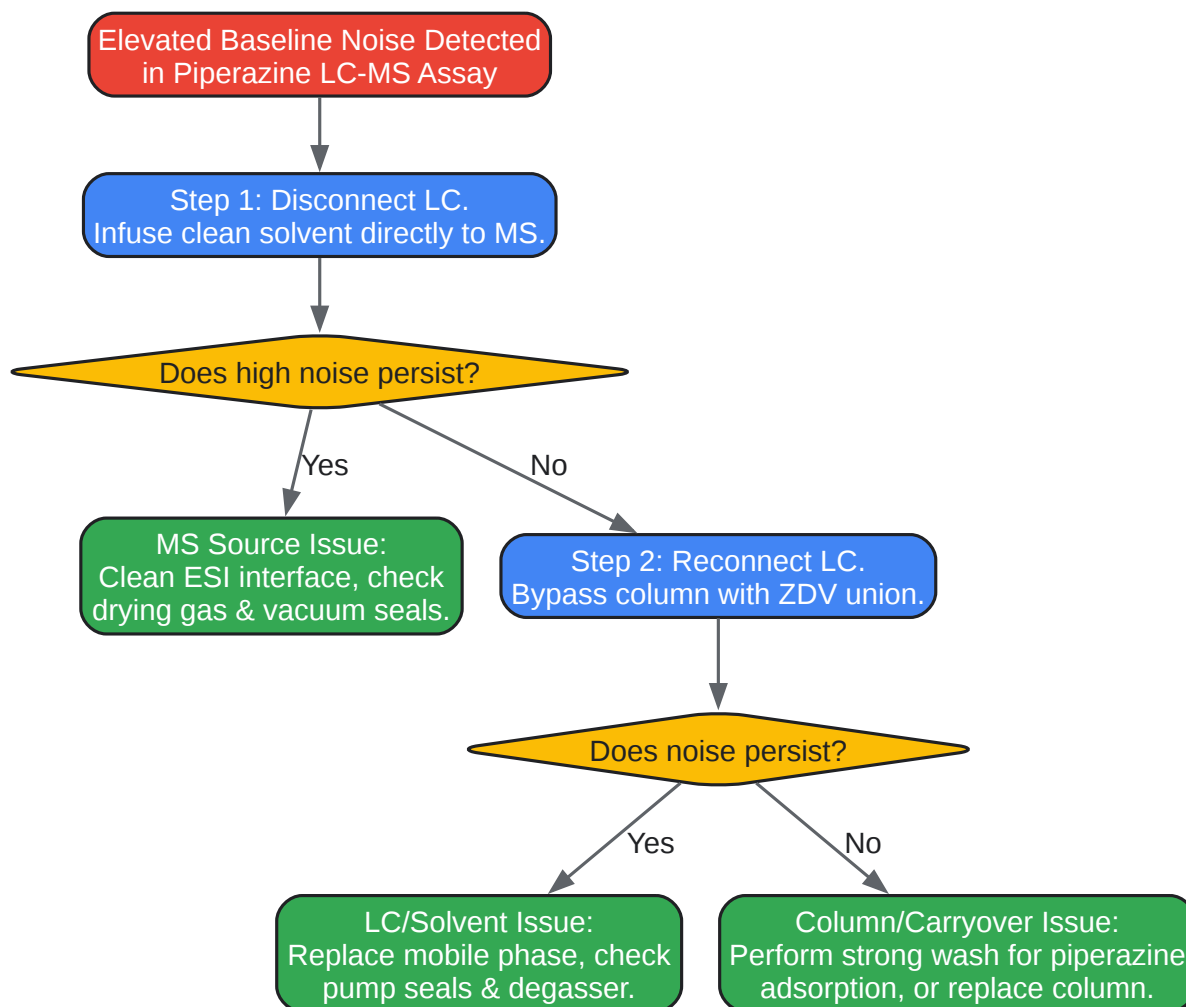 Elevated Baseline Noise Detected
in Piperazine LC-MS Assay
Step 1: Disconnect LC.
Infuse clean solvent directly to MS.
Does high noise persist?
Yes
No
MS Source Issue:
Clean ESI interface, check
drying gas & vacuum seals.
Step 2: Reconnect LC.
Bypass column with ZDV union.
Does noise persist?
Yes
No
LC/Solvent Issue:
Replace mobile phase, check
pump seals & degasser.
Column/Carryover Issue:
Perform strong wash for piperazine
adsorption, or replace column.